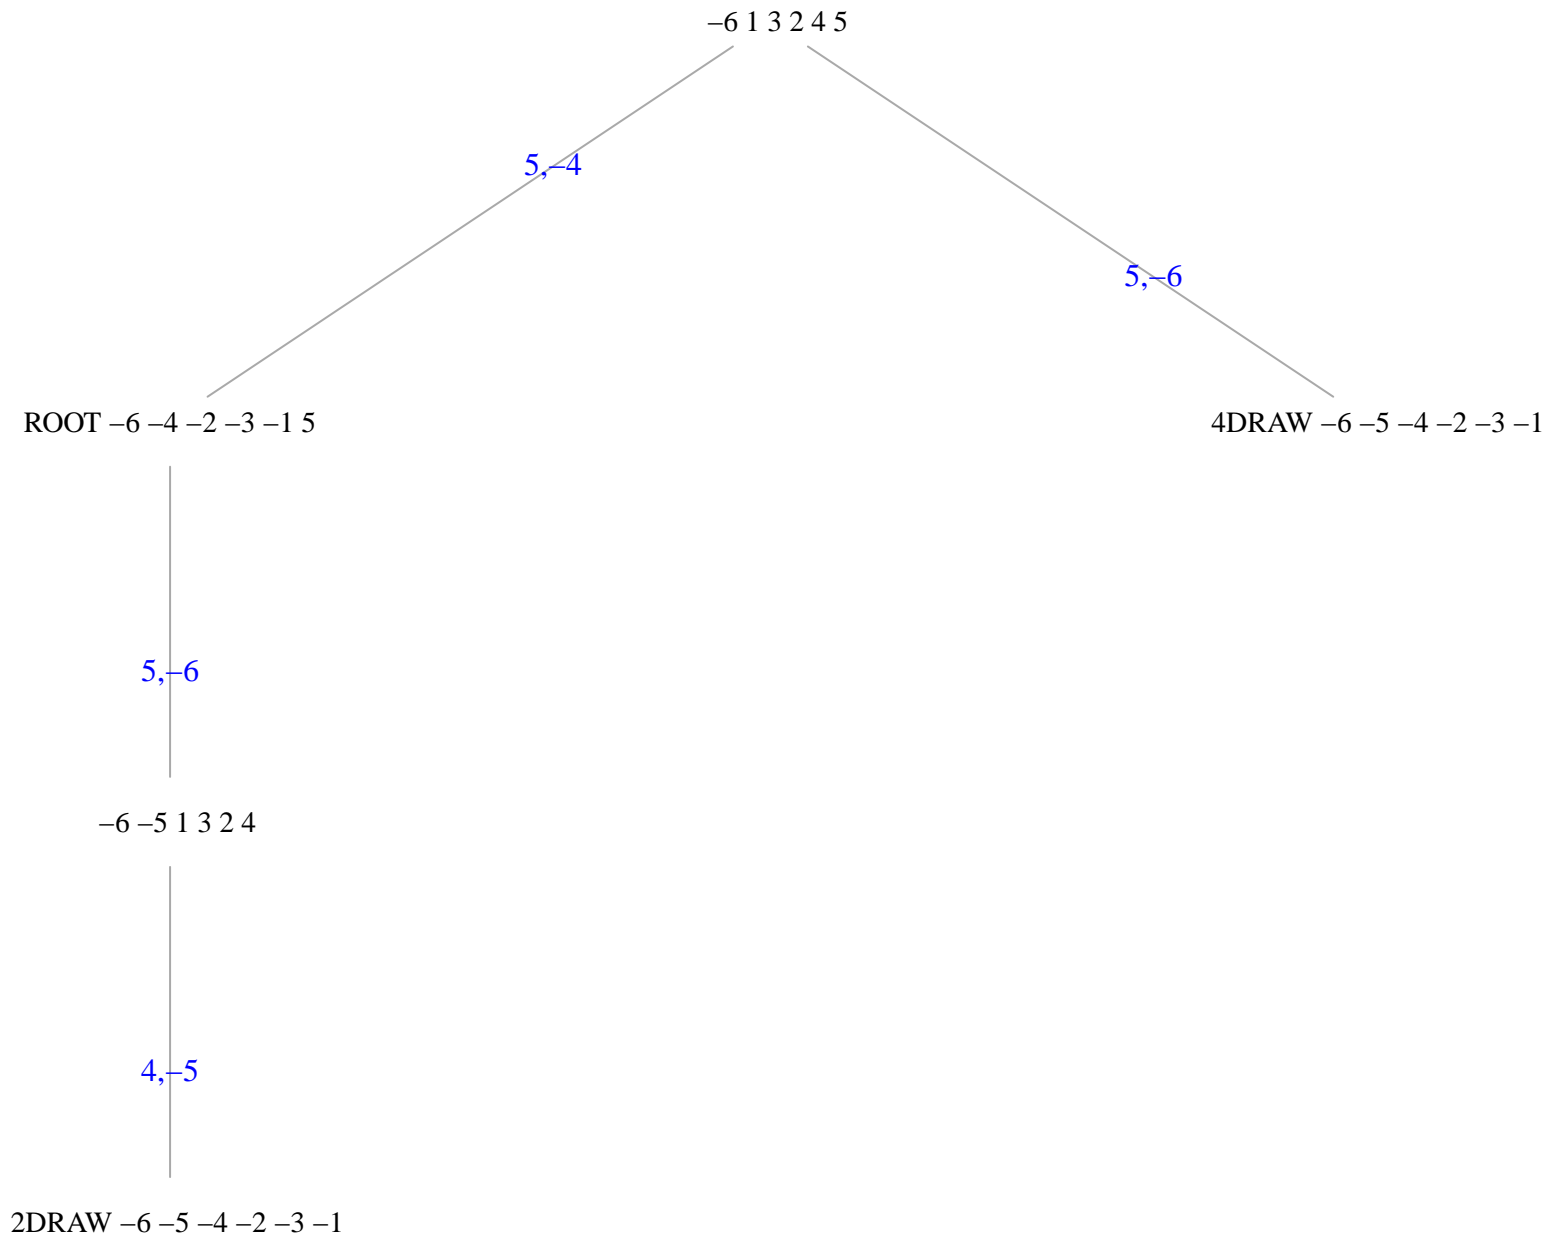 –6 1 3 2 4 5
5,–4
5,–6
ROOT –6 –4 –2 –3 –1 5
4DRAW –6 –5 –4 –2 –3 –1
5,–6
–6 –5 1 3 2 4
4,–5
2DRAW –6 –5 –4 –2 –3 –1